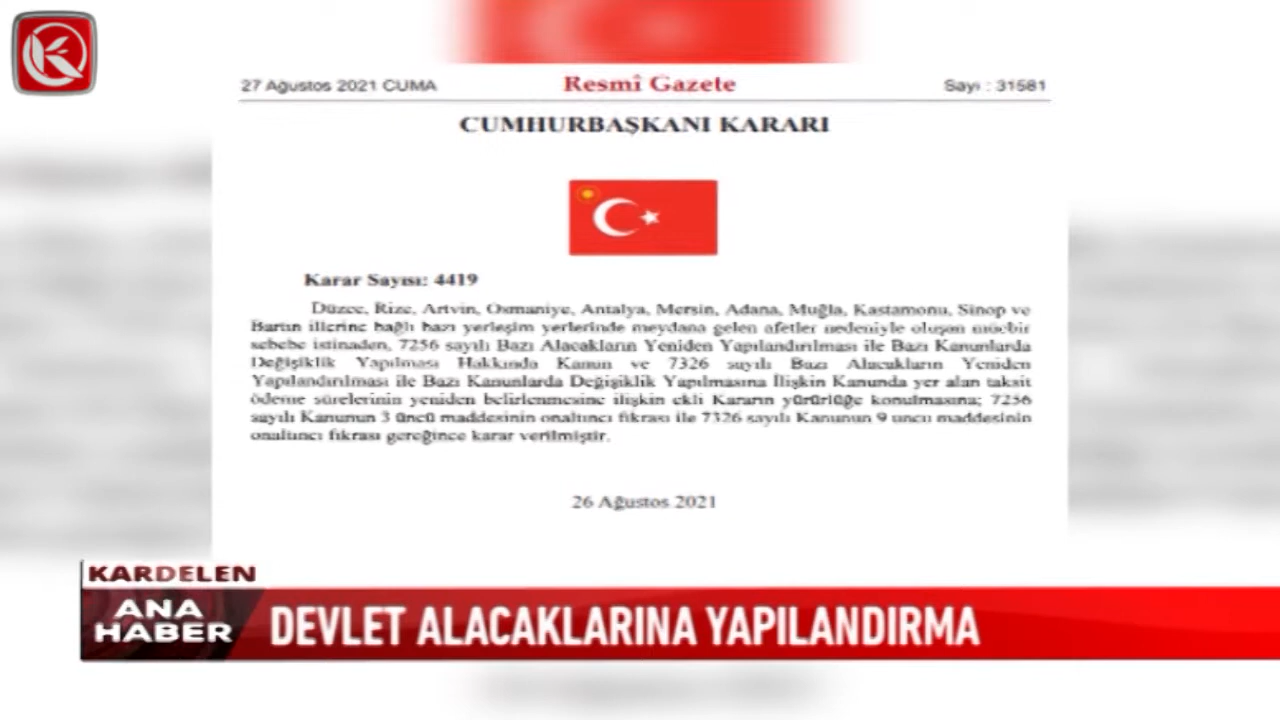 27 Ağustos 2021 CUMA Resmî Gazete Sayı : 31581
CUMHURBAŞKANI KARARI
Karar Sayısı: 4419
Düzce, Rize, Artvin, Osmaniye, Antalya, Mersin, Adana, Muğla, Kastamonu, Sinop ve
Bartın illerine bağlı bazı yerleşim yerlerinde meydana gelen afetler nedeniyle oluşan mücbir
sebebe istinaden, 7256 sayılı Bazı Alacakların Yeniden Yapılandırılması ile Bazı Kanunlarda
Değişiklik Yapılması Hakkında Kanun ve 7326 sayılı Bazı Alacakların Yeniden
Yapılandırılması ile Bazı Kanunlarda Değişiklik Yapılmasına İlişkin Kanunda yer alan taksit
ödeme sürelerinin yeniden belirlenmesine ilişkin ekli Kararın yürürlüğe konulmasına; 7256
sayılı Kanunun 3 üncü maddesinin onaltıncı fıkrası ile 7326 sayılı Kanunun 9 uncu maddesinin
onaltıncı fıkrası gereğince karar verilmiştir.
26 Ağustos 2021
KARDELEN
ANA
HABER
DEVLET ALACAKLARINA YAPILANDIRMA